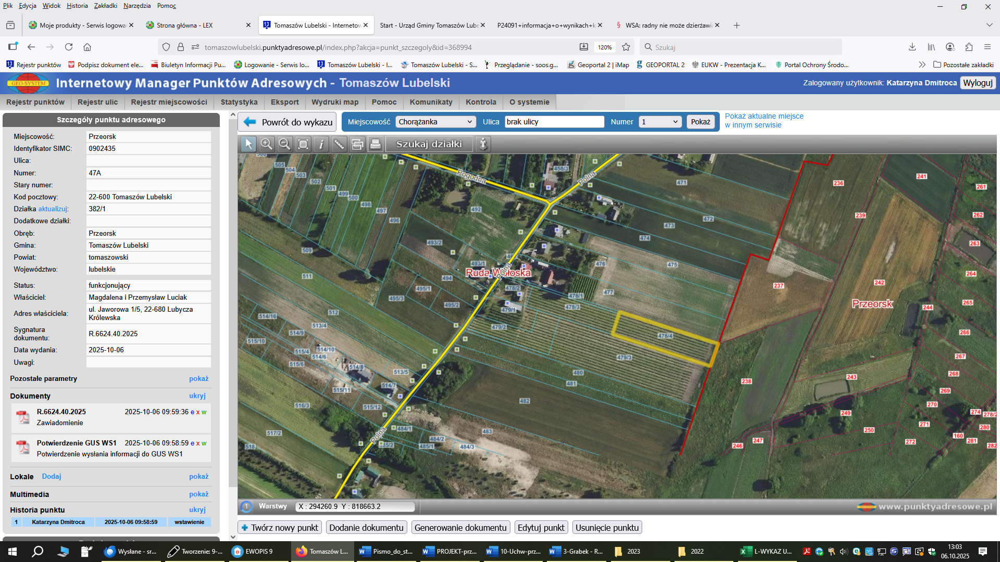 Plik Edycja Widok Historia Zakładki Narzędzia Pomoc
Moje produkty - Serwis logowa
Strona główna - LEX
Tomaszów Lubelski - Internetow
Start - Urząd Gminy Tomaszów Lube
P24091+informacja+o+wynikach+k
WSA: radny nie może dzierżawi
tomaszowlubelski.punktyadresowe.pl/index.php?akcja=punkt_szczegoly&id=368994
120%
Szukaj
Rejestr punktów
Podpisz dokument ele...
Biuletyn Informacji Pu...
Logowanie - Serwis lo...
Tomaszów Lubelski - I...
Tomaszów Lubelski - S...
Przeglądanie - soos.g...
Geoportal 2 | iMap
GEOPORTAL 2
EUKW - Prezentacja K...
Portal Ochrony Środo...
Pozostałe zakładki
GEO-SYSTEM
Internetowy Manager Punktów Adresowych - Tomaszów Lubelski
Zalogowany użytkownik: Katarzyna Dmitroca
Wyloguj
Rejestr punktów Rejestr ulic Rejestr miejscowości Statystyka Eksport Wydruki map Pomoc Komunikaty Kontrola O systemie
Szczegóły punktu adresowego
Miejscowość: Przeorsk
Identyfikator SIMC: 0902435
Ulica:
Numer: 47A
Stary numer:
Kod pocztowy: 22-600 Tomaszów Lubelski
Działka aktualizuj: 382/1
Dodatkowe działki:
Obręb: Przeorsk
Gmina: Tomaszów Lubelski
Powiat: tomaszowski
Województwo: lubelskie
Status: funkcjonujący
Właściciel: Magdalena i Przemysław Luciak
Adres właściciela: ul. Jaworowa 1/5, 22-680 Lubycza Królewska
Sygnatura dokumentu: R.6624.40.2025
Data wydania: 2025-10-06
Uwagi:
Pozostałe parametry pokaż
Dokumenty ukryj
R.6624.40.2025 2025-10-06 09:59:36 e x w
Zawiadomienie
Potwierdzenie GUS WS1 2025-10-06 09:58:59 e x w
Potwierdzenie wysłania informacji do GUS WS1
Lokale Dodaj pokaż
Multimedia pokaż
Historia punktu ukryj
1 Katarzyna Dmitroca 2025-10-06 09:58:59 wstawienie
Powrót do wykazu
Miejscowość Chorążanka Ulica brak ulicy Numer 1 Pokaż
Pokaż aktualne miejsce
w innym serwisie
Szukaj działki
505
504
503
502
501
499
500
498
497
496
Pogodna
458/3
Polna
471
236
241
261
492
472
239
262
473
474
493/2
509
263
493/1
476
475
Ruda Wołoska
511
494
264
495/1
478/2
477
237
242
495/3
495/2
478/1
479/1
478/3
265
Przeorsk
244
514/16
512
513/4
479/2
514/9
478/4
266
515/10
514/10
515/4
514/6
515/6
514/8
479/3
267
513/5
480
268
481
243
238
514/7
515/11
269
482
516/3
515/12
270
249
274
278/2
271
280
517/2
484/1
483
250
160
484/2
281
518
485/2
485/1
484/3
246
247
272
282
Polna
Warstwy X : 294260.9 Y : 818663.2
www.punktyadresowe.pl
Twórz nowy punkt
Dodanie dokumentu
Generowanie dokumentu
Edytuj punkt
Usunięcie punktu
Wysłane - sr...
Tworzenie: 9-...
EWOPIS 9
Tomaszów L...
Pismo_do_st...
PROJEKT-prz...
10-Uchw-prz...
3-Grabek - R...
2023
2022
L-WYKAZ U...
13:03
06.10.2025